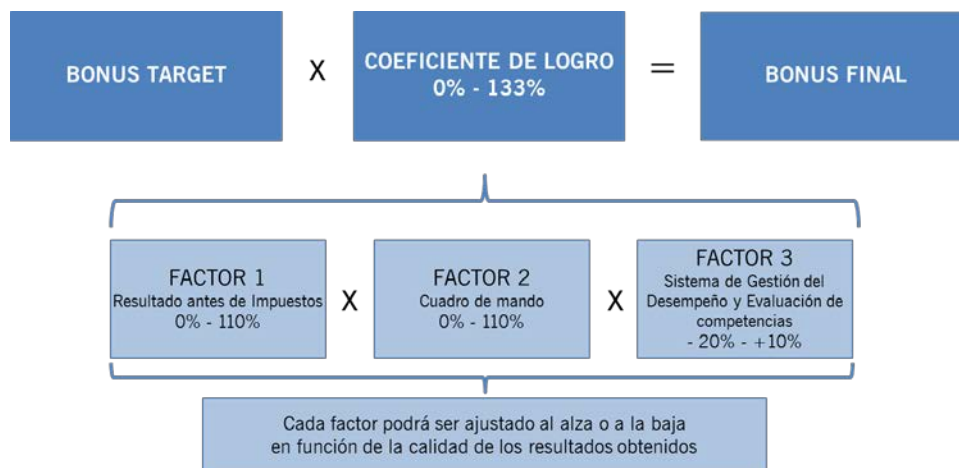 BONUS TARGET
X
COEFICIENTE DE LOGRO
0% - 133%
=
BONUS FINAL
FACTOR 1
Resultado antes de Impuestos
0% - 110%
X
FACTOR 2
Cuadro de mando
0% - 110%
X
FACTOR 3
Sistema de Gestión del
Desempeño y Evaluación de
competencias
- 20% - +10%
Cada factor podrá ser ajustado al alza o a la baja
en función de la calidad de los resultados obtenidos